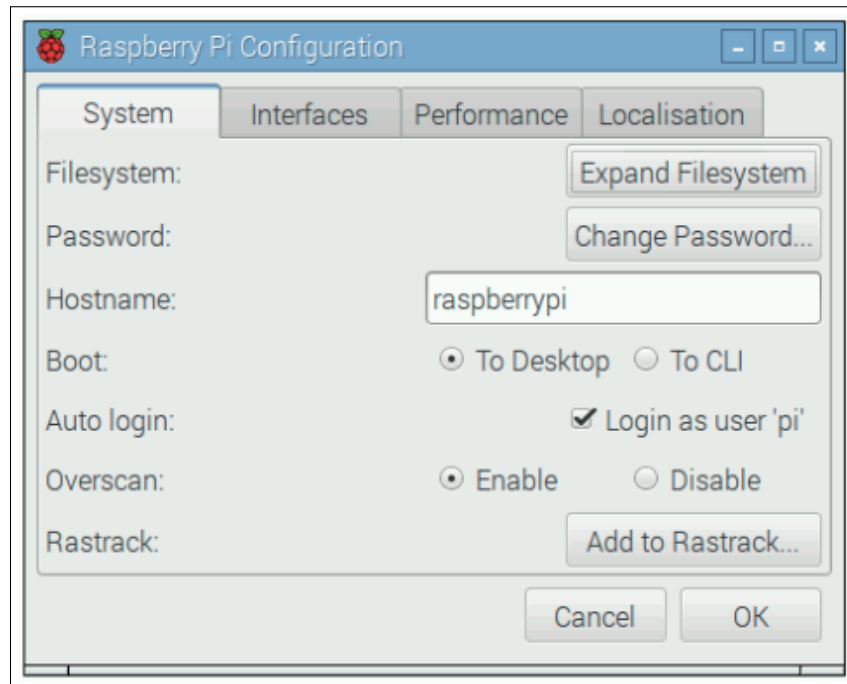 Raspberry Pi Configuration
System Interfaces Performance Localisation
Filesystem: Expand Filesystem
Password: Change Password...
Hostname: raspberrypi
Boot: To Desktop To CLI
Auto login: Login as user 'pi'
Overscan: Enable Disable
Rastrack: Add to Rastrack...
Cancel OK